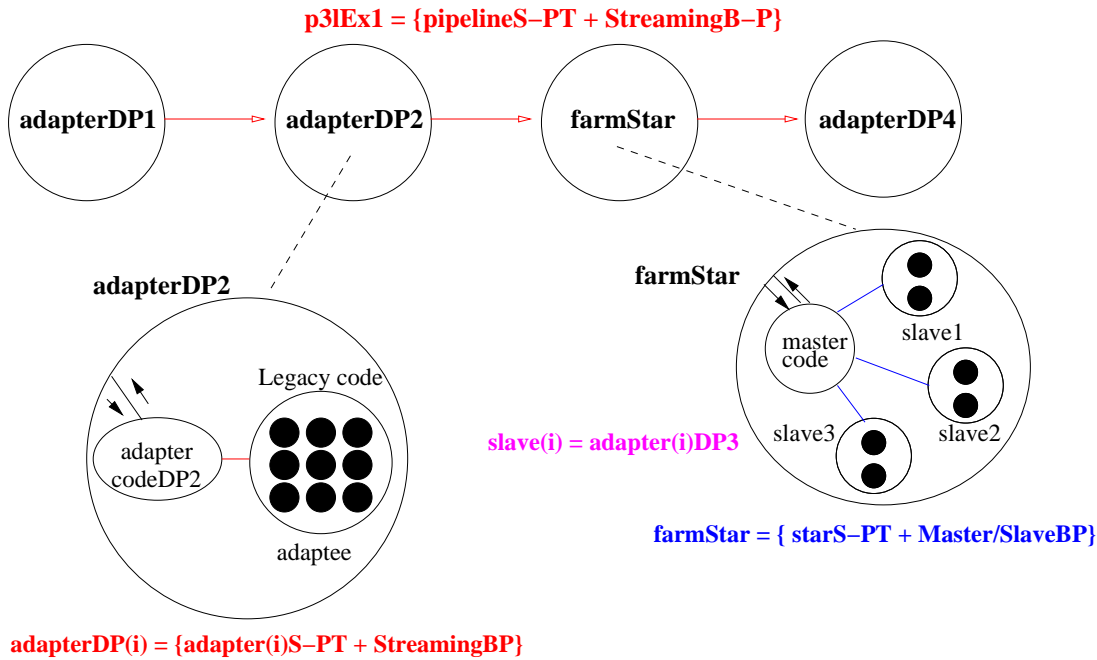 p3lEx1 = {pipelineS−PT + StreamingB−P}
adapterDP1
adapterDP2
farmStar
adapterDP4
adapterDP2
farmStar
slave1
master
code
Legacy code
slave3
slave2
slave(i) = adapter(i)DP3
adapter
codeDP2
adaptee
farmStar = { starS−PT + Master/SlaveBP}
adapterDP(i) = {adapter(i)S−PT + StreamingBP}